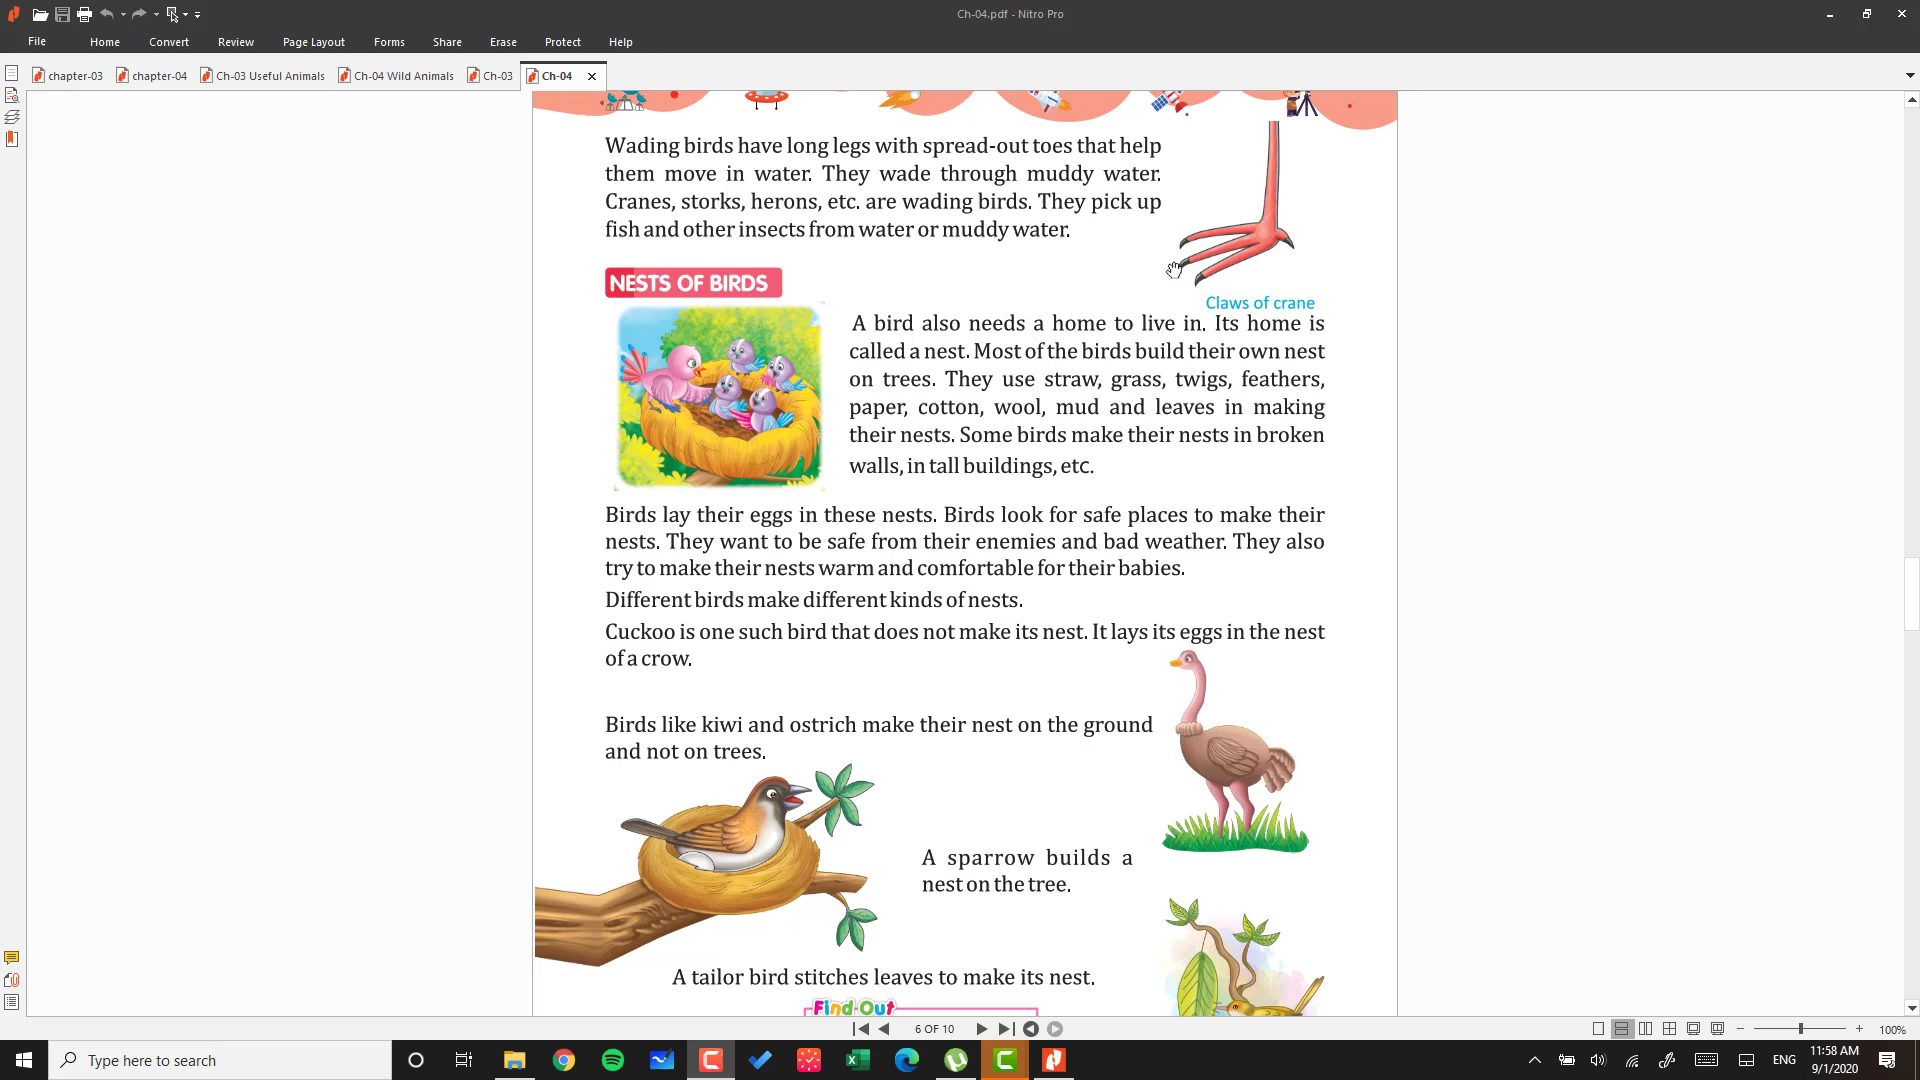 Ch-04.pdf - Nitro Pro
File Home Convert Review Page Layout Forms Share Erase Protect Help
chapter-03 chapter-04 Ch-03 Useful Animals Ch-04 Wild Animals Ch-03 Ch-04
Wading birds have long legs with spread-out toes that help
them move in water. They wade through muddy water.
Cranes, storks, herons, etc. are wading birds. They pick up
fish and other insects from water or muddy water.
Claws of crane
NESTS OF BIRDS
A bird also needs a home to live in. Its home is
called a nest. Most of the birds build their own nest
on trees. They use straw, grass, twigs, feathers,
paper, cotton, wool, mud and leaves in making
their nests. Some birds make their nests in broken
walls, in tall buildings, etc.
Birds lay their eggs in these nests. Birds look for safe places to make their
nests. They want to be safe from their enemies and bad weather. They also
try to make their nests warm and comfortable for their babies.
Different birds make different kinds of nests.
Cuckoo is one such bird that does not make its nest. It lays its eggs in the nest
of a crow.
Birds like kiwi and ostrich make their nest on the ground
and not on trees.
A sparrow builds a
nest on the tree.
A tailor bird stitches leaves to make its nest.
Find Out
6 OF 10
100%
Type here to search
ENG
11:58 AM
9/1/2020